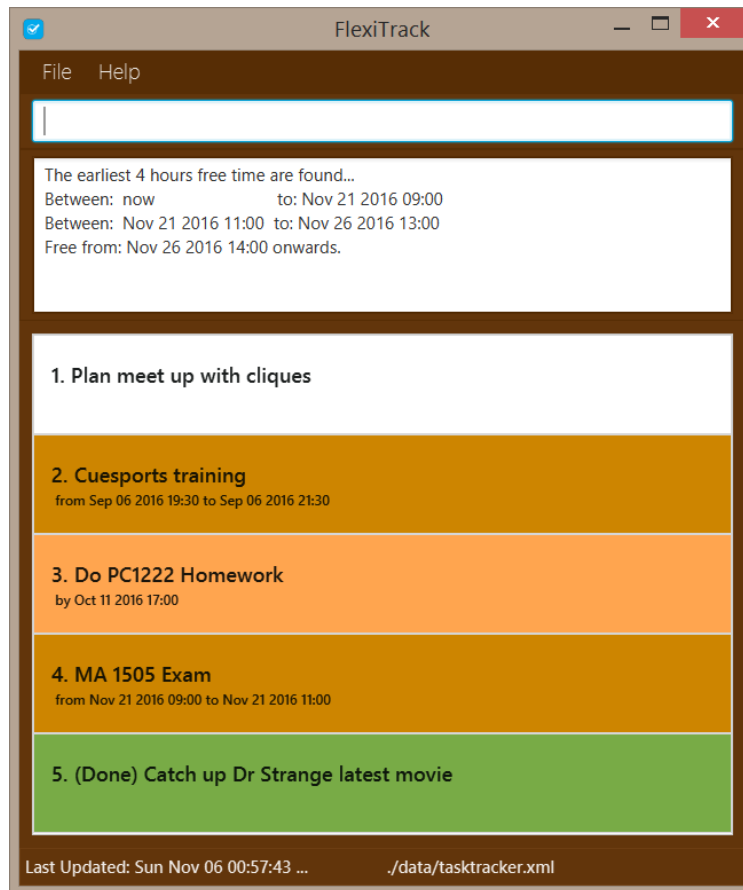 FlexiTrack
File Help
The earliest 4 hours free time are found...
Between: now to: Nov 21 2016 09:00
Between: Nov 21 2016 11:00 to: Nov 26 2016 13:00
Free from: Nov 26 2016 14:00 onwards.
1. Plan meet up with cliques
2. Cuesports training
from Sep 06 2016 19:30 to Sep 06 2016 21:30
3. Do PC1222 Homework
by Oct 11 2016 17:00
4. MA 1505 Exam
from Nov 21 2016 09:00 to Nov 21 2016 11:00
5. (Done) Catch up Dr Strange latest movie
Last Updated: Sun Nov 06 00:57:43 ... ./data/tasktracker.xml